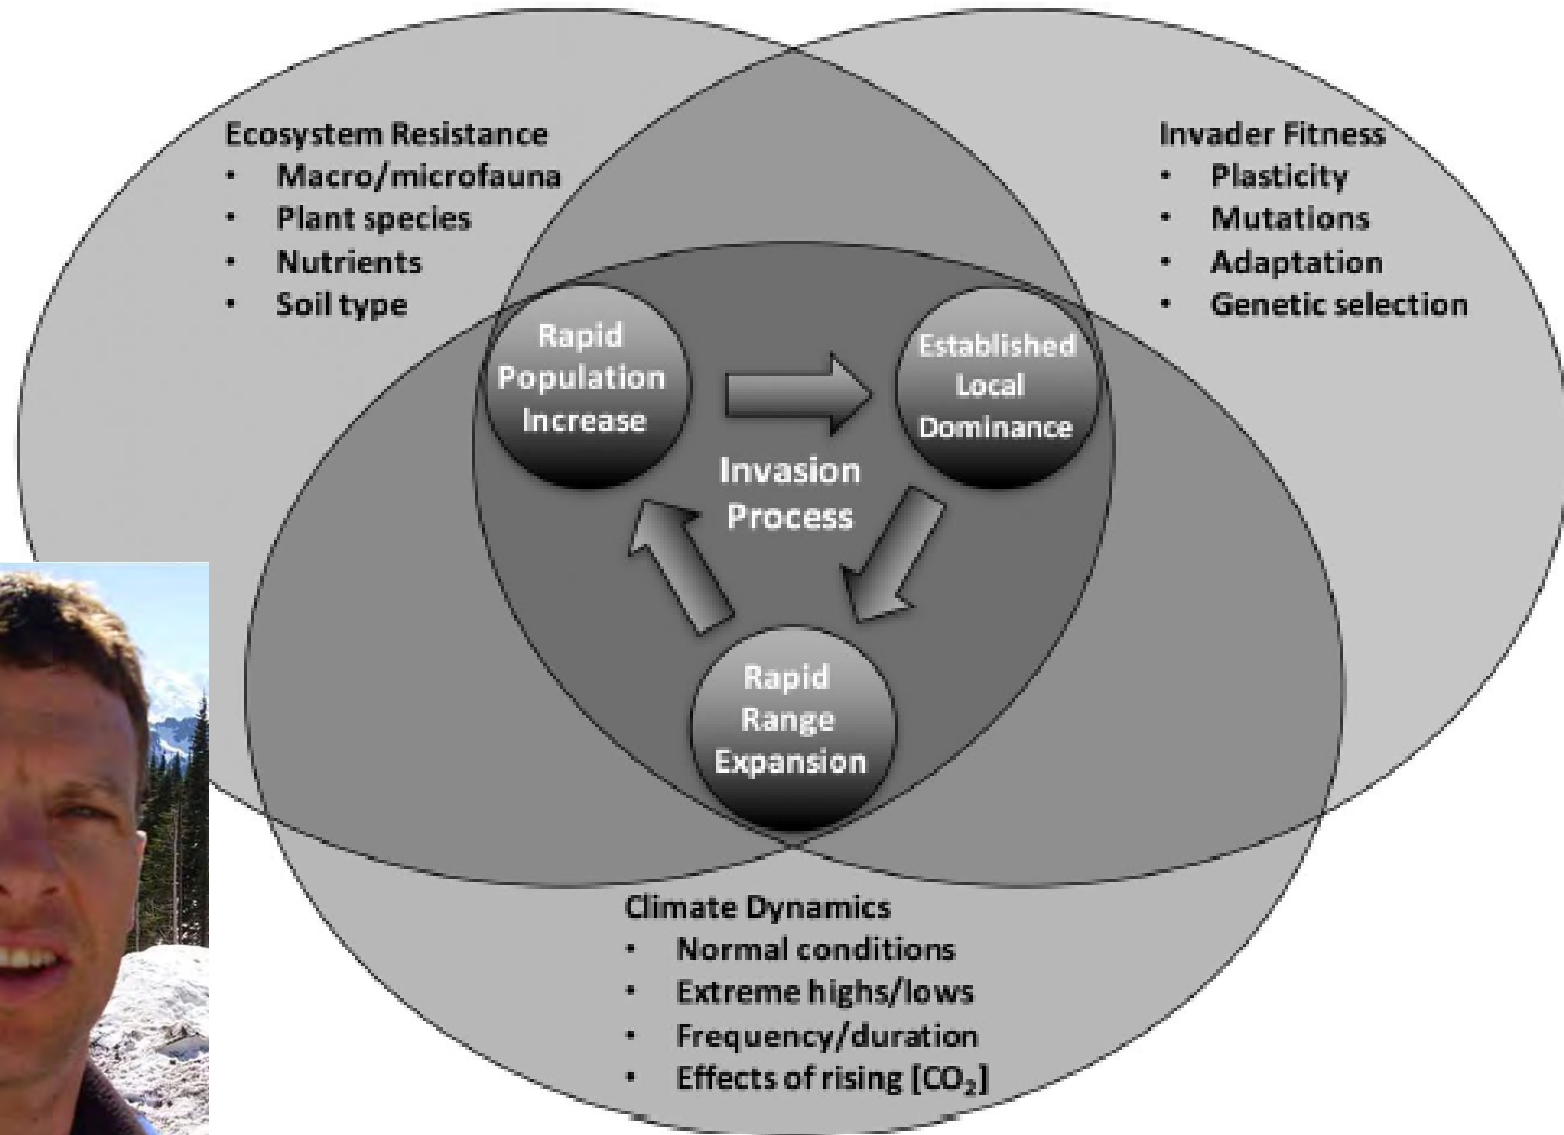 Ecosystem Resistance
• Macro/microfauna
• Plant species
• Nutrients
• Soil type
Invader Fitness
• Plasticity
• Mutations
• Adaptation
• Genetic selection
Rapid
Population
Increase
Established
Local
Dominance
Invasion
Process
Rapid
Range
Expansion
Climate Dynamics
• Normal conditions
• Extreme highs/lows
• Frequency/duration
• Effects of rising [CO₂]